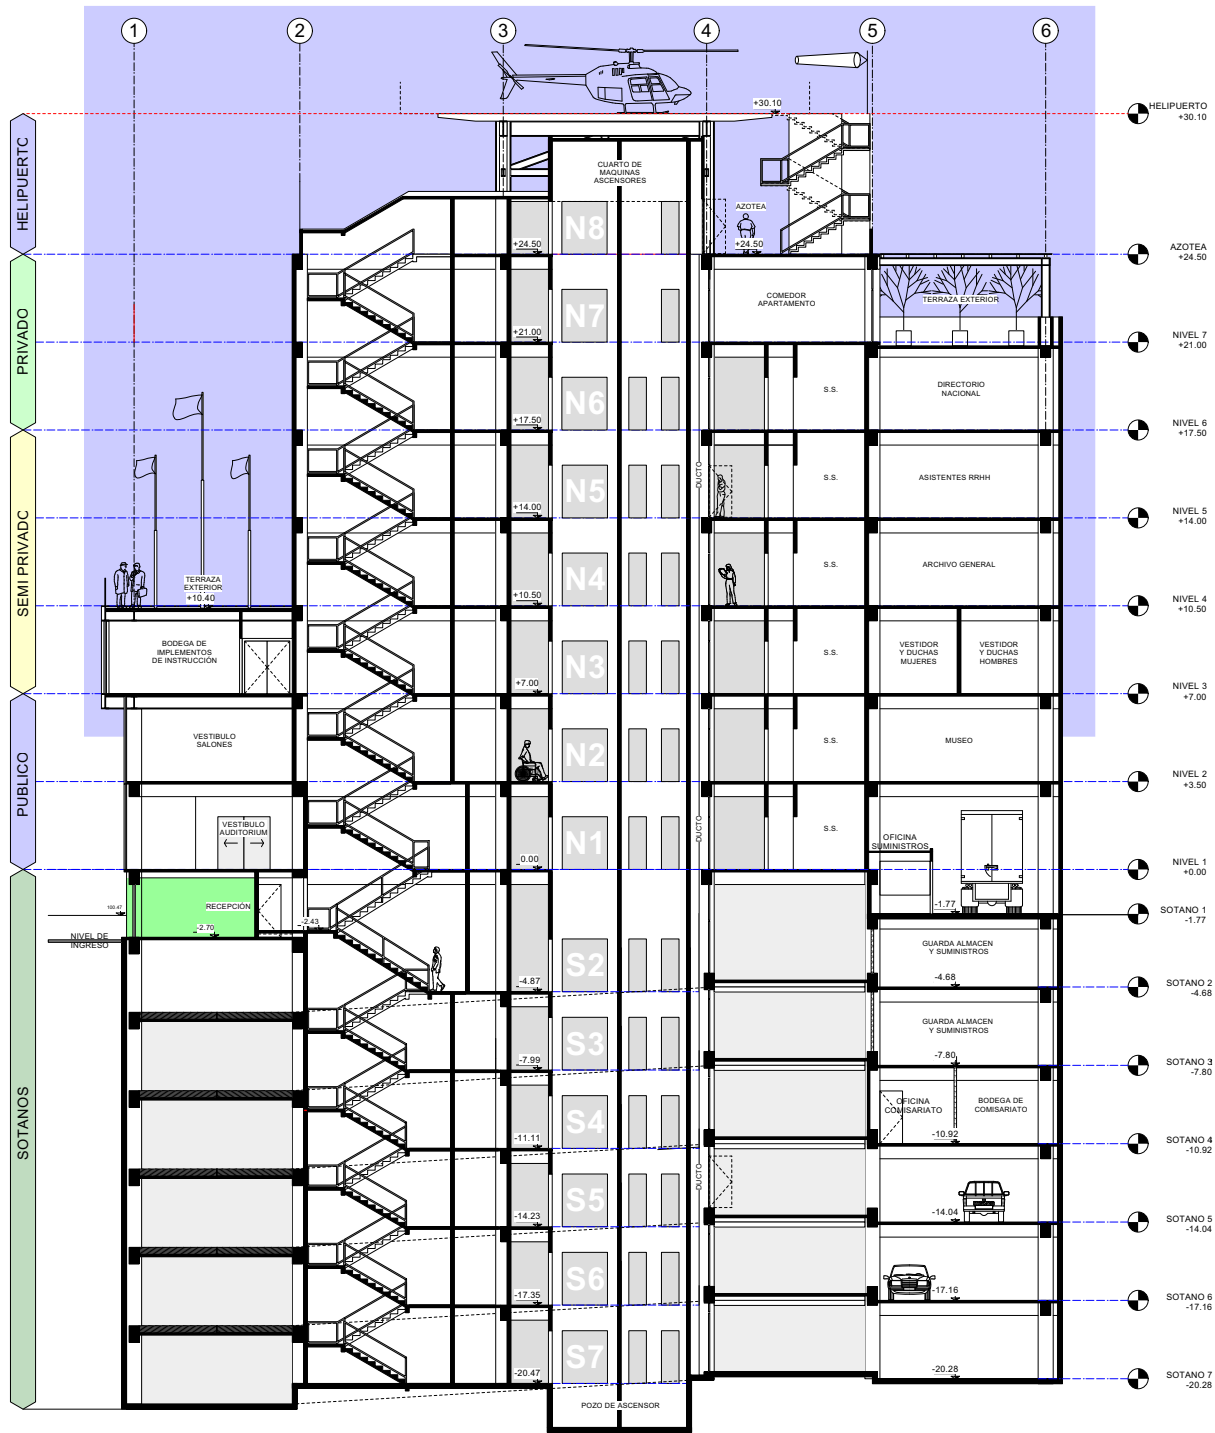 1
2
3
4
5
6
+30.10
HELIPUERTO
+30.10
HELIPUERTC
CUARTO DE
MAQUINAS
ASCENSORES
AZOTEA
+24.50
+24.50
N8
AZOTEA
+24.50
PRIVADO
COMEDOR
APARTAMENTO
TERRAZA EXTERIOR
+21.00
N7
NIVEL 7
+21.00
+17.50
N6
S.S.
DIRECTORIO
NACIONAL
NIVEL 6
+17.50
SEMI PRIVADC
+14.00
N5
DUCTO
S.S.
ASISTENTES RRHH
NIVEL 5
+14.00
TERRAZA
EXTERIOR
+10.40
+10.50
N4
S.S.
ARCHIVO GENERAL
NIVEL 4
+10.50
BODEGA DE
IMPLEMENTOS
DE INSTRUCCIÓN
+7.00
N3
S.S.
VESTIDOR
Y DUCHAS
MUJERES
VESTIDOR
Y DUCHAS
HOMBRES
NIVEL 3
+7.00
PUBLICO
VESTIBULO
SALONES
N2
S.S.
MUSEO
NIVEL 2
+3.50
VESTIBULO
AUDITORIUM
0.00
N1
DUCTO
S.S.
OFICINA
SUMINISTROS
NIVEL 1
+0.00
SOTANOS
100.47
RECEPCIÓN
-2.70
-2.43
-1.77
SOTANO 1
-1.77
NIVEL DE
INGRESO
-4.87
S2
GUARDA ALMACEN
Y SUMINISTROS
-4.68
SOTANO 2
-4.68
-7.99
S3
GUARDA ALMACEN
Y SUMINISTROS
-7.80
SOTANO 3
-7.80
-11.11
S4
OFICINA
COMISARIATO
BODEGA DE
COMISARIATO
-10.92
SOTANO 4
-10.92
-14.23
S5
DUCTO
-14.04
SOTANO 5
-14.04
-17.35
S6
-17.16
SOTANO 6
-17.16
-20.47
S7
-20.28
SOTANO 7
-20.28
POZO DE ASCENSOR